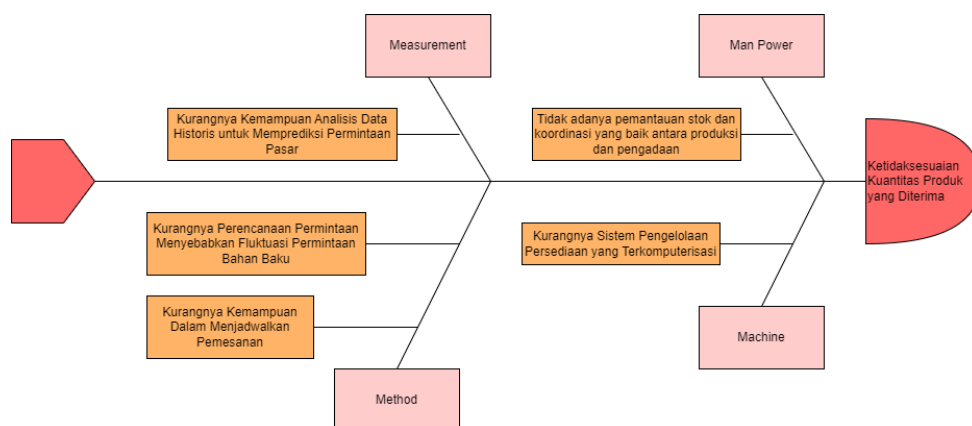 Measurement
Man Power
Kurangnya Kemampuan Analisis Data
Historis untuk Memprediksi Permintaan
Pasar
Tidak adanya pemantauan stok dan
koordinasi yang baik antara produksi
dan pengadaan
Ketidaksesuaian
Kuantitas Produk
yang Diterima
Kurangnya Perencanaan Permintaan
Menyebabkan Fluktuasi Permintaan
Bahan Baku
Kurangnya Sistem Pengelolaan
Persediaan yang Terkomputerisasi
Kurangnya Kemampuan
Dalam Menjadwalkan
Pemesanan
Machine
Method